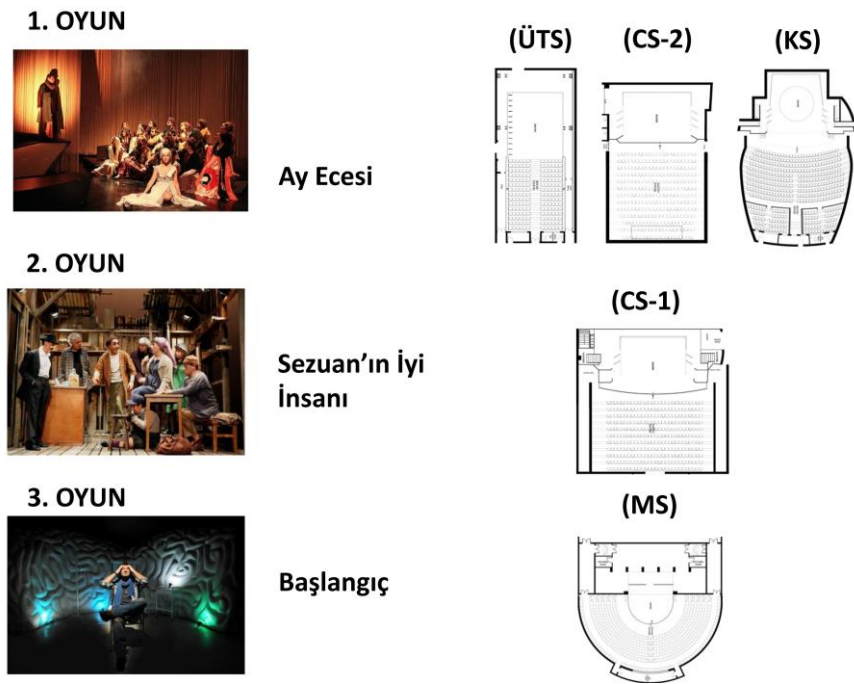 1. OYUN
(ÜTS)
(CS-2)
(KS)
Ay Ecesi
2. OYUN
(CS-1)
Sezuan’ın İyi
İnsanı
3. OYUN
(MS)
Başlangıç